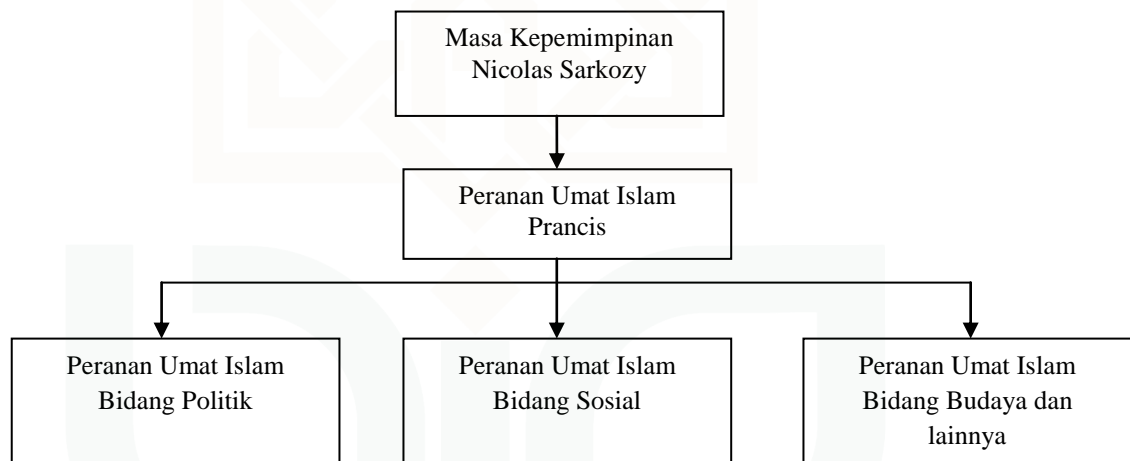 Masa Kepemimpinan
Nicolas Sarkozy
Peranan Umat Islam
Prancis
Peranan Umat Islam
Bidang Politik
Peranan Umat Islam
Bidang Sosial
Peranan Umat Islam
Bidang Budaya dan
lainnya